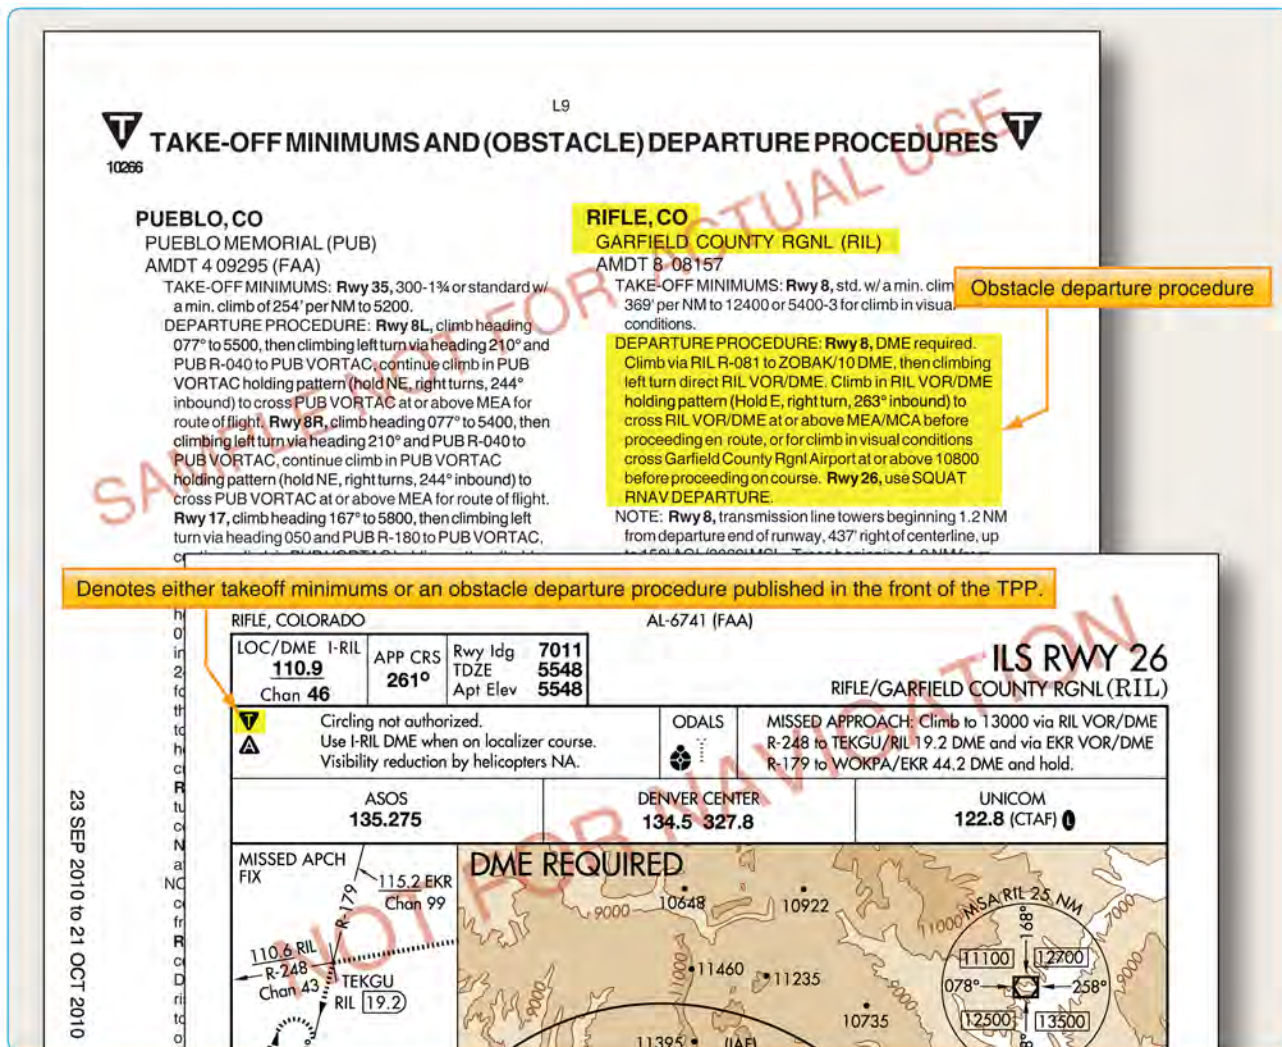 L9
TAKE-OFF MINIMUMS AND (OBSTACLE) DEPARTURE PROCEDURES
10266
PUEBLO, CO
PUEBLO MEMORIAL (PUB)
AMDT 4 09295 (FAA)
TAKE-OFF MINIMUMS: Rwy 35, 300-1¾ or standard w/
a min. climb of 254' per NM to 5200.
DEPARTURE PROCEDURE: Rwy 8L, climb heading
077° to 5500, then climbing left turn via heading 210° and
PUB R-040 to PUB VORTAC, continue climb in PUB
VORTAC holding pattern (hold NE, right turns, 244°
inbound) to cross PUB VORTAC at or above MEA for
route of flight. Rwy 8R, climb heading 077° to 5400, then
climbing left turn via heading 210° and PUB R-040 to
PUB VORTAC, continue climb in PUB VORTAC
holding pattern (hold NE, right turns, 244° inbound) to
cross PUB VORTAC at or above MEA for route of flight.
Rwy 17, climb heading 167° to 5800, then climbing left
turn via heading 050 and PUB R-180 to PUB VORTAC,
RIFLE, CO
GARFIELD COUNTY RGNL (RIL)
AMDT 8 08157
TAKE-OFF MINIMUMS: Rwy 8, std. w/ a min. clim
369' per NM to 12400 or 5400-3 for climb in visual
conditions.
DEPARTURE PROCEDURE: Rwy 8, DME required.
Climb via RIL R-081 to ZOBAK/10 DME, then climbing
left turn direct RIL VOR/DME. Climb in RIL VOR/DME
holding pattern (Hold E, right turn, 263° inbound) to
cross RIL VOR/DME at or above MEA/MCA before
proceeding en route, or for climb in visual conditions
cross Garfield County Rgnl Airport at or above 10800
before proceeding on course. Rwy 26, use SQUAT
RNAV DEPARTURE.
NOTE: Rwy 8, transmission line towers beginning 1.2 NM
from departure end of runway, 437' right of centerline, up
Obstacle departure procedure
SAMPLE NOT FOR ACTUAL USE
Denotes either takeoff minimums or an obstacle departure procedure published in the front of the TPP.
RIFLE, COLORADO
AL-6741 (FAA)
LOC/DME I-RIL
110.9
Chan 46
APP CRS
261°
Rwy ldg 7011
TDZE 5548
Apt Elev 5548
ILS RWY 26
RIFLE/GARFIELD COUNTY RGNL (RIL)
T
A
Circling not authorized.
Use I-RIL DME when on localizer course.
Visibility reduction by helicopters NA.
ODALS
MISSED APPROACH: Climb to 13000 via RIL VOR/DME
R-248 to TEKGU/RIL 19.2 DME and via EKR VOR/DME
R-179 to WOKPA/EKR 44.2 DME and hold.
ASOS
135.275
DENVER CENTER
134.5 327.8
UNICOM
122.8 (CTAF) L
MISSED APCH
FIX
115.2 EKR
Chan 99
R-179
110.6 RIL
R-248
Chan 43
TEKGU
RIL 19.2
DME REQUIRED
10648
10922
9000
11000
7000
11460
11235
11000
9000
9000
10735
11395
(IAF)
MSA RIL 25 NM
168°
11100
12700
078°
258°
12500
13500
NOT FOR NAVIGATION
23 SEP 2010 to 21 OCT 2010